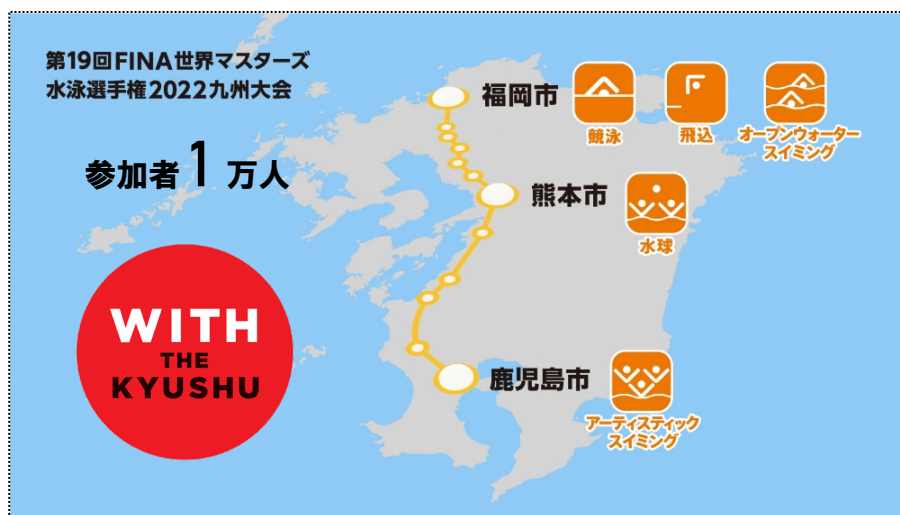 第19回FINA世界マスターズ
水泳選手権2022九州大会
参加者1万人
福岡市
競泳
飛込
オープンウォーター
スイミング
熊本市
水球
WITH
THE
KYUSHU
鹿児島市
アーティスティック
スイミング